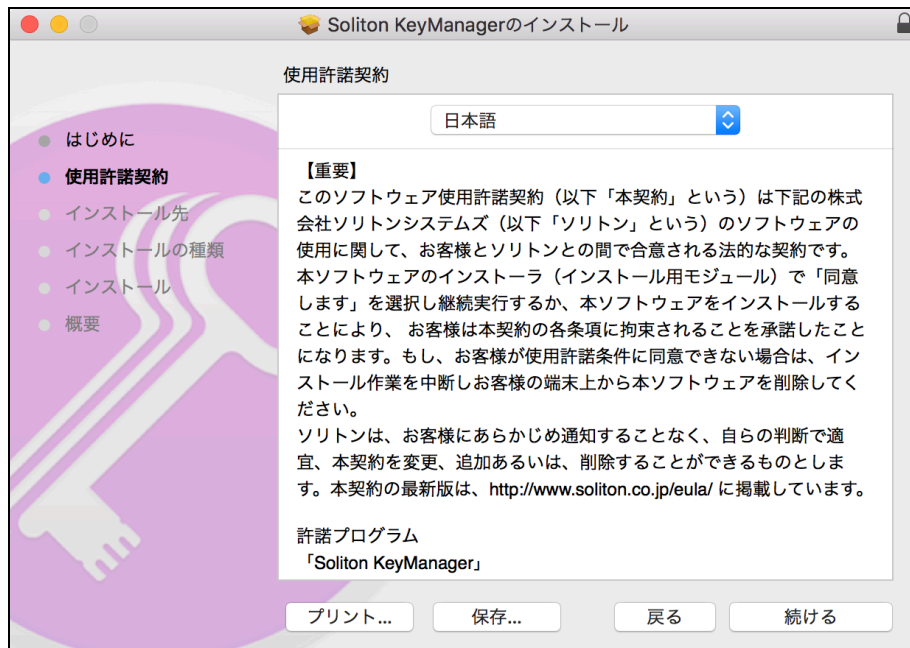 Soliton KeyManagerのインストール
使用許諾契約
はじめに
使用許諾契約
インストール先
インストールの種類
インストール
概要
日本語
【重要】
このソフトウェア使用許諾契約（以下「本契約」という）は下記の株式
会社ソリトンシステムズ（以下「ソリトン」という）のソフトウェアの
使用に関して、お客様とソリトンとの間で合意される法的な契約です。
本ソフトウェアのインストーラ（インストール用モジュール）で「同意
します」を選択し継続実行するか、本ソフトウェアをインストールする
ことにより、 お客様は本契約の各条項に拘束されることを承諾したこと
になります。もし、お客様が使用許諾条件に同意できない場合は、イン
ストール作業を中断しお客様の端末上から本ソフトウェアを削除してく
ださい。
ソリトンは、お客様にあらかじめ通知することなく、自らの判断で適
宜、本契約を変更、追加あるいは、削除することができるものとしま
す。本契約の最新版は、http://www.soliton.co.jp/eula/ に掲載しています。
許諾プログラム
「Soliton KeyManager」
プリント...
保存...
戻る
続ける